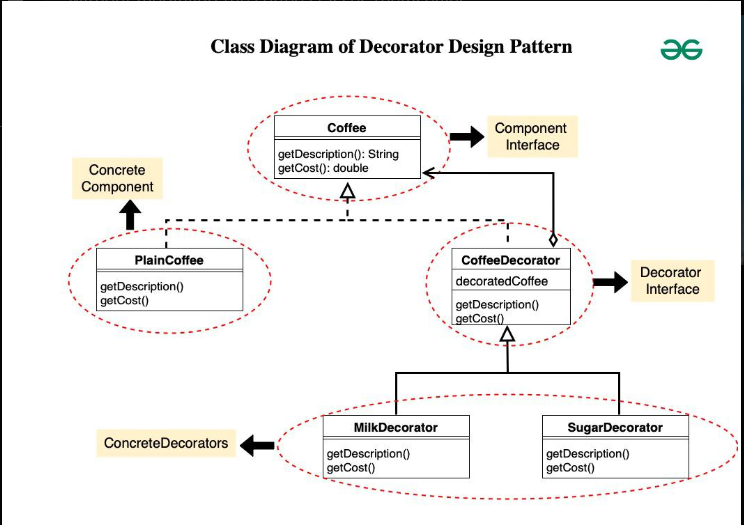 Class Diagram of Decorator Design Pattern
Coffee
getDescription(): String
getCost(): double
Component
Interface
Concrete
Component
PlainCoffee
getDescription()
getCost()
CoffeeDecorator
decoratedCoffee
getDescription()
getCost()
Decorator
Interface
MilkDecorator
getDescription()
getCost()
SugarDecorator
getDescription()
getCost()
ConcreteDecorators